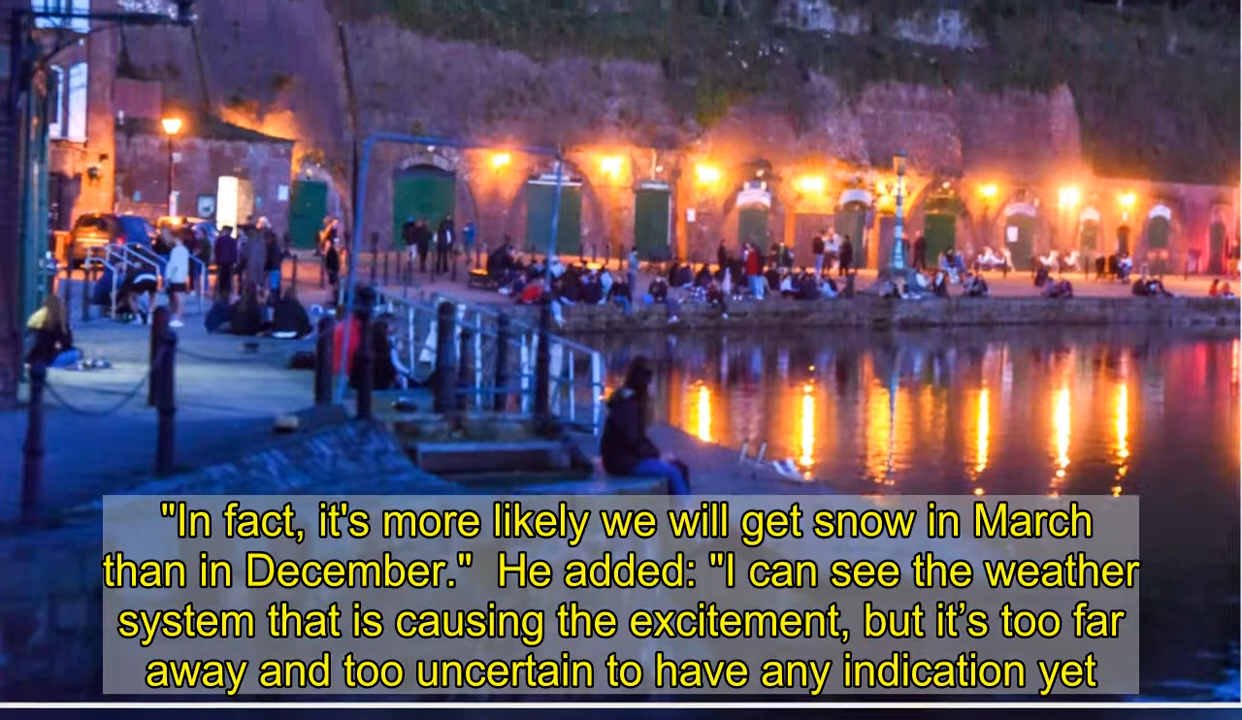 "In fact, it's more likely we will get snow in March
than in December."  He added: "I can see the weather
system that is causing the excitement, but it’s too far
away and too uncertain to have any indication yet